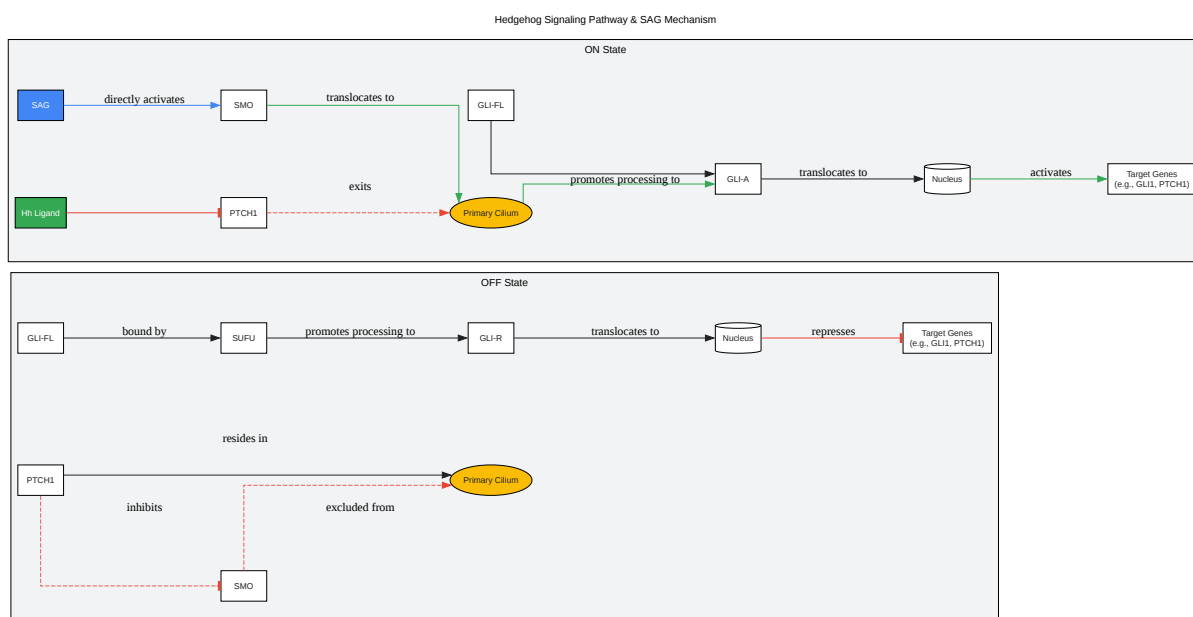 Hedgehog Signaling Pathway & SAG Mechanism
ON State
SAG
directly activates
SMO
translocates to
GLI-FL
promotes processing to
GLI-A
translocates to
Nucleus
activates
Target Genes
(e.g., GLI1, PTCH1)
exits
Hh Ligand
PTCH1
Primary Cilium
OFF State
GLI-FL
bound by
SUFU
promotes processing to
GLI-R
translocates to
Nucleus
represses
Target Genes
(e.g., GLI1, PTCH1)
resides in
PTCH1
Primary Cilium
inhibits
excluded from
SMO